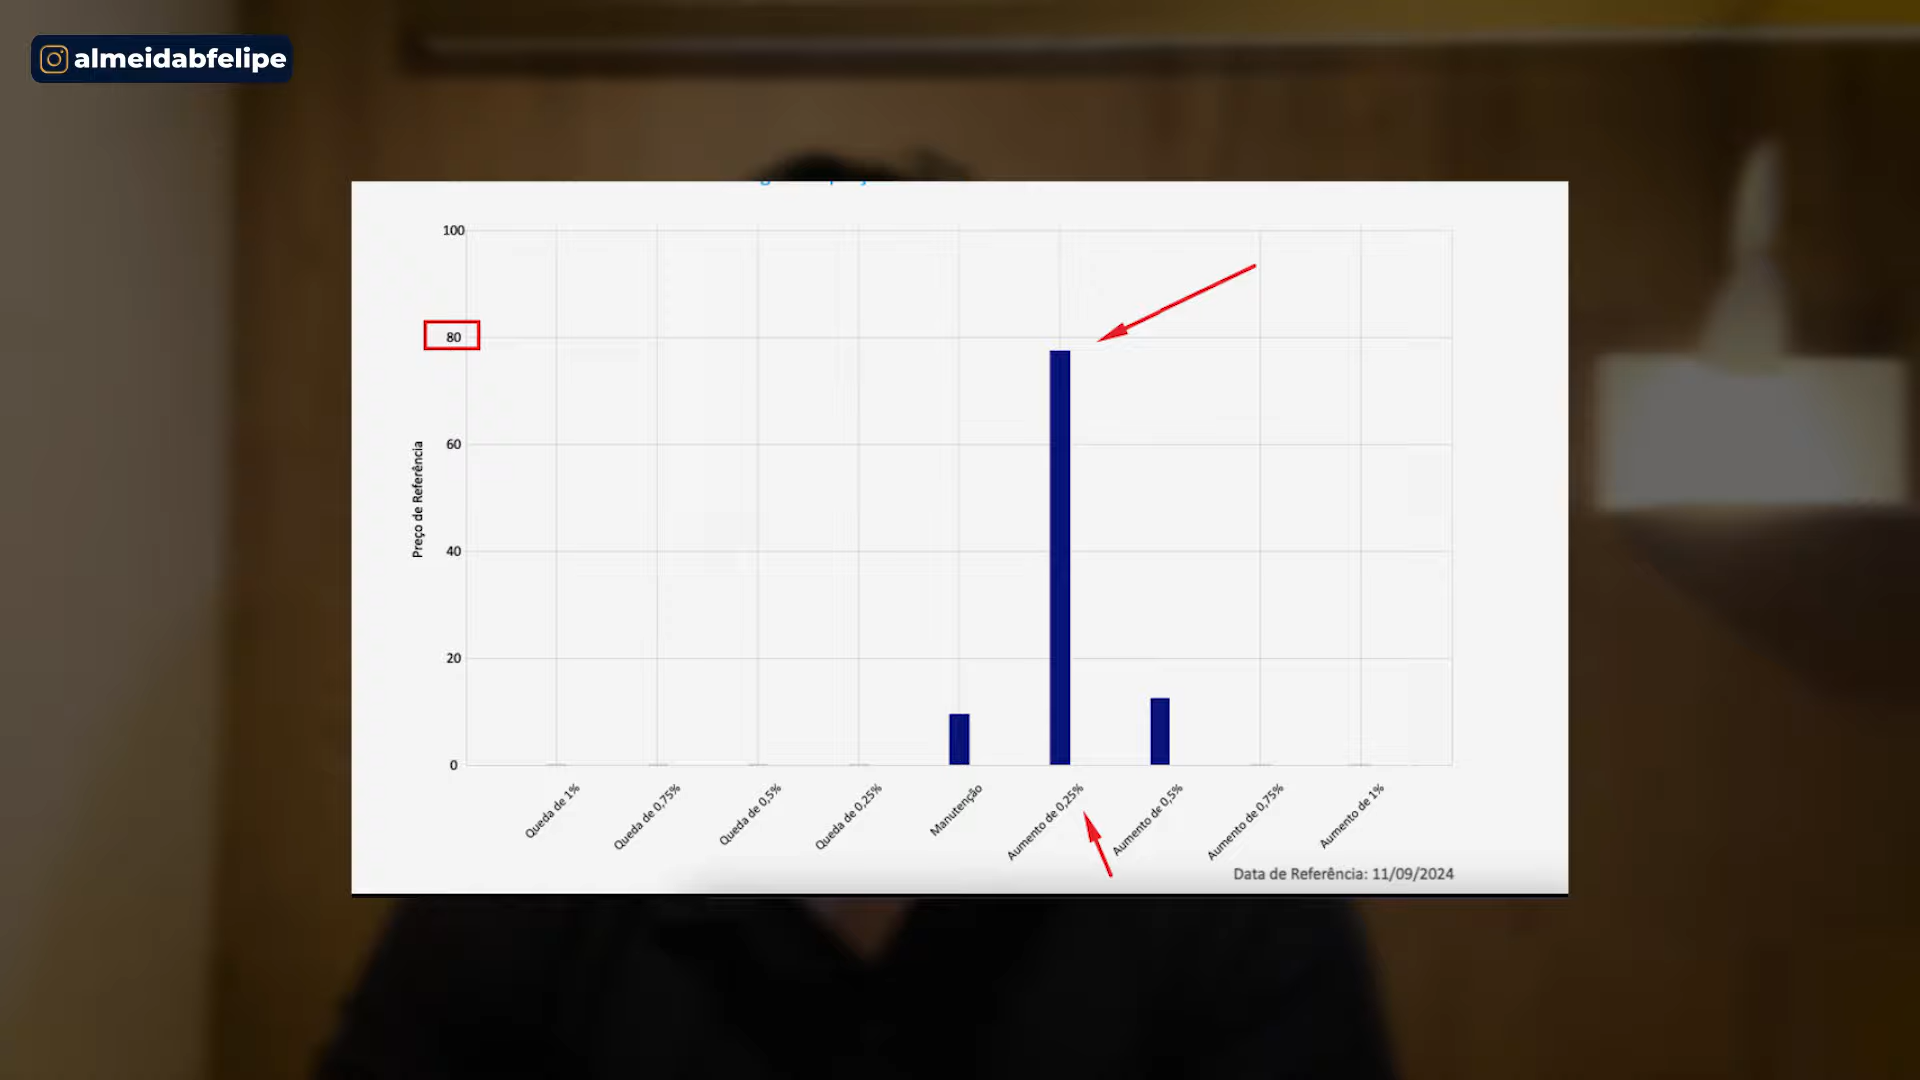 almeidabfelipe
100
80
60
40
20
0
Preço de Referência
Queda de 1%
Queda de 0,75%
Queda de 0,5%
Queda de 0,25%
Manutenção
Aumento de 0,25%
Aumento de 0,5%
Aumento de 0,75%
Aumento de 1%
Data de Referência: 11/09/2024